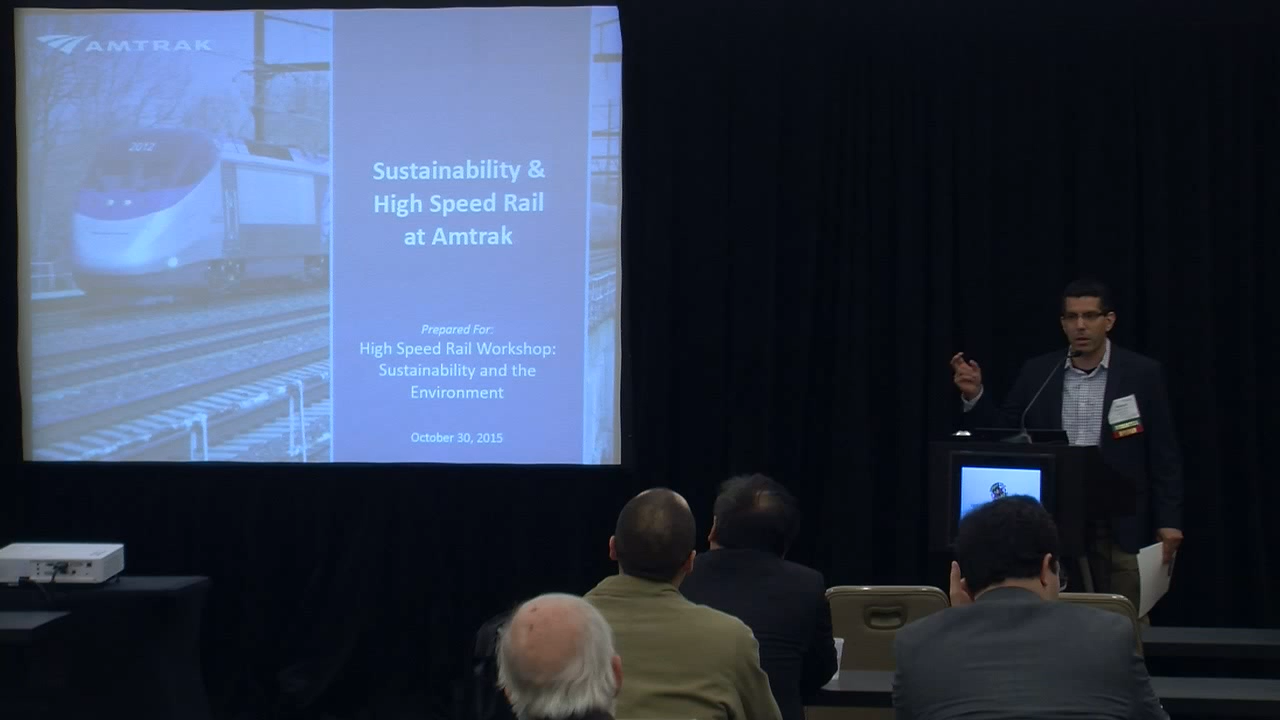 AMTRAK
2012
Sustainability &
High Speed Rail
at Amtrak
Prepared For:
High Speed Rail Workshop:
Sustainability and the
Environment
October 30, 2015